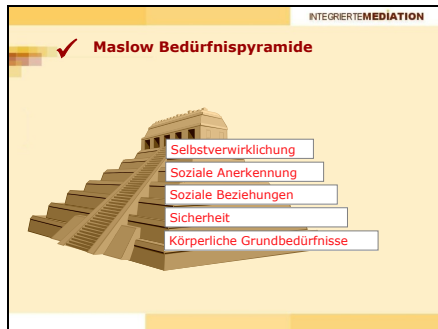 INTEGRIERTEMEDIATION
Maslow Bedürfnispyramide
Selbstverwirklichung
Soziale Anerkennung
Soziale Beziehungen
Sicherheit
Körperliche Grundbedürfnisse